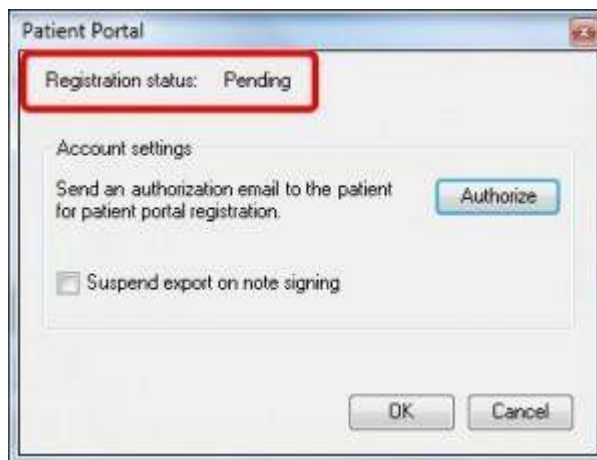 Patient Portal
Registration status: Pending
Account settings
Send an authorization email to the patient
for patient portal registration.
Authorize
Suspend export on note signing
OK
Cancel